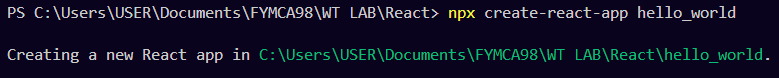 PS C:\Users\USER\Documents\FYMCA98\WT LAB\React> npx create-react-app hello_world
Creating a new React app in C:\Users\USER\Documents\FYMCA98\WT LAB\React\hello_world.